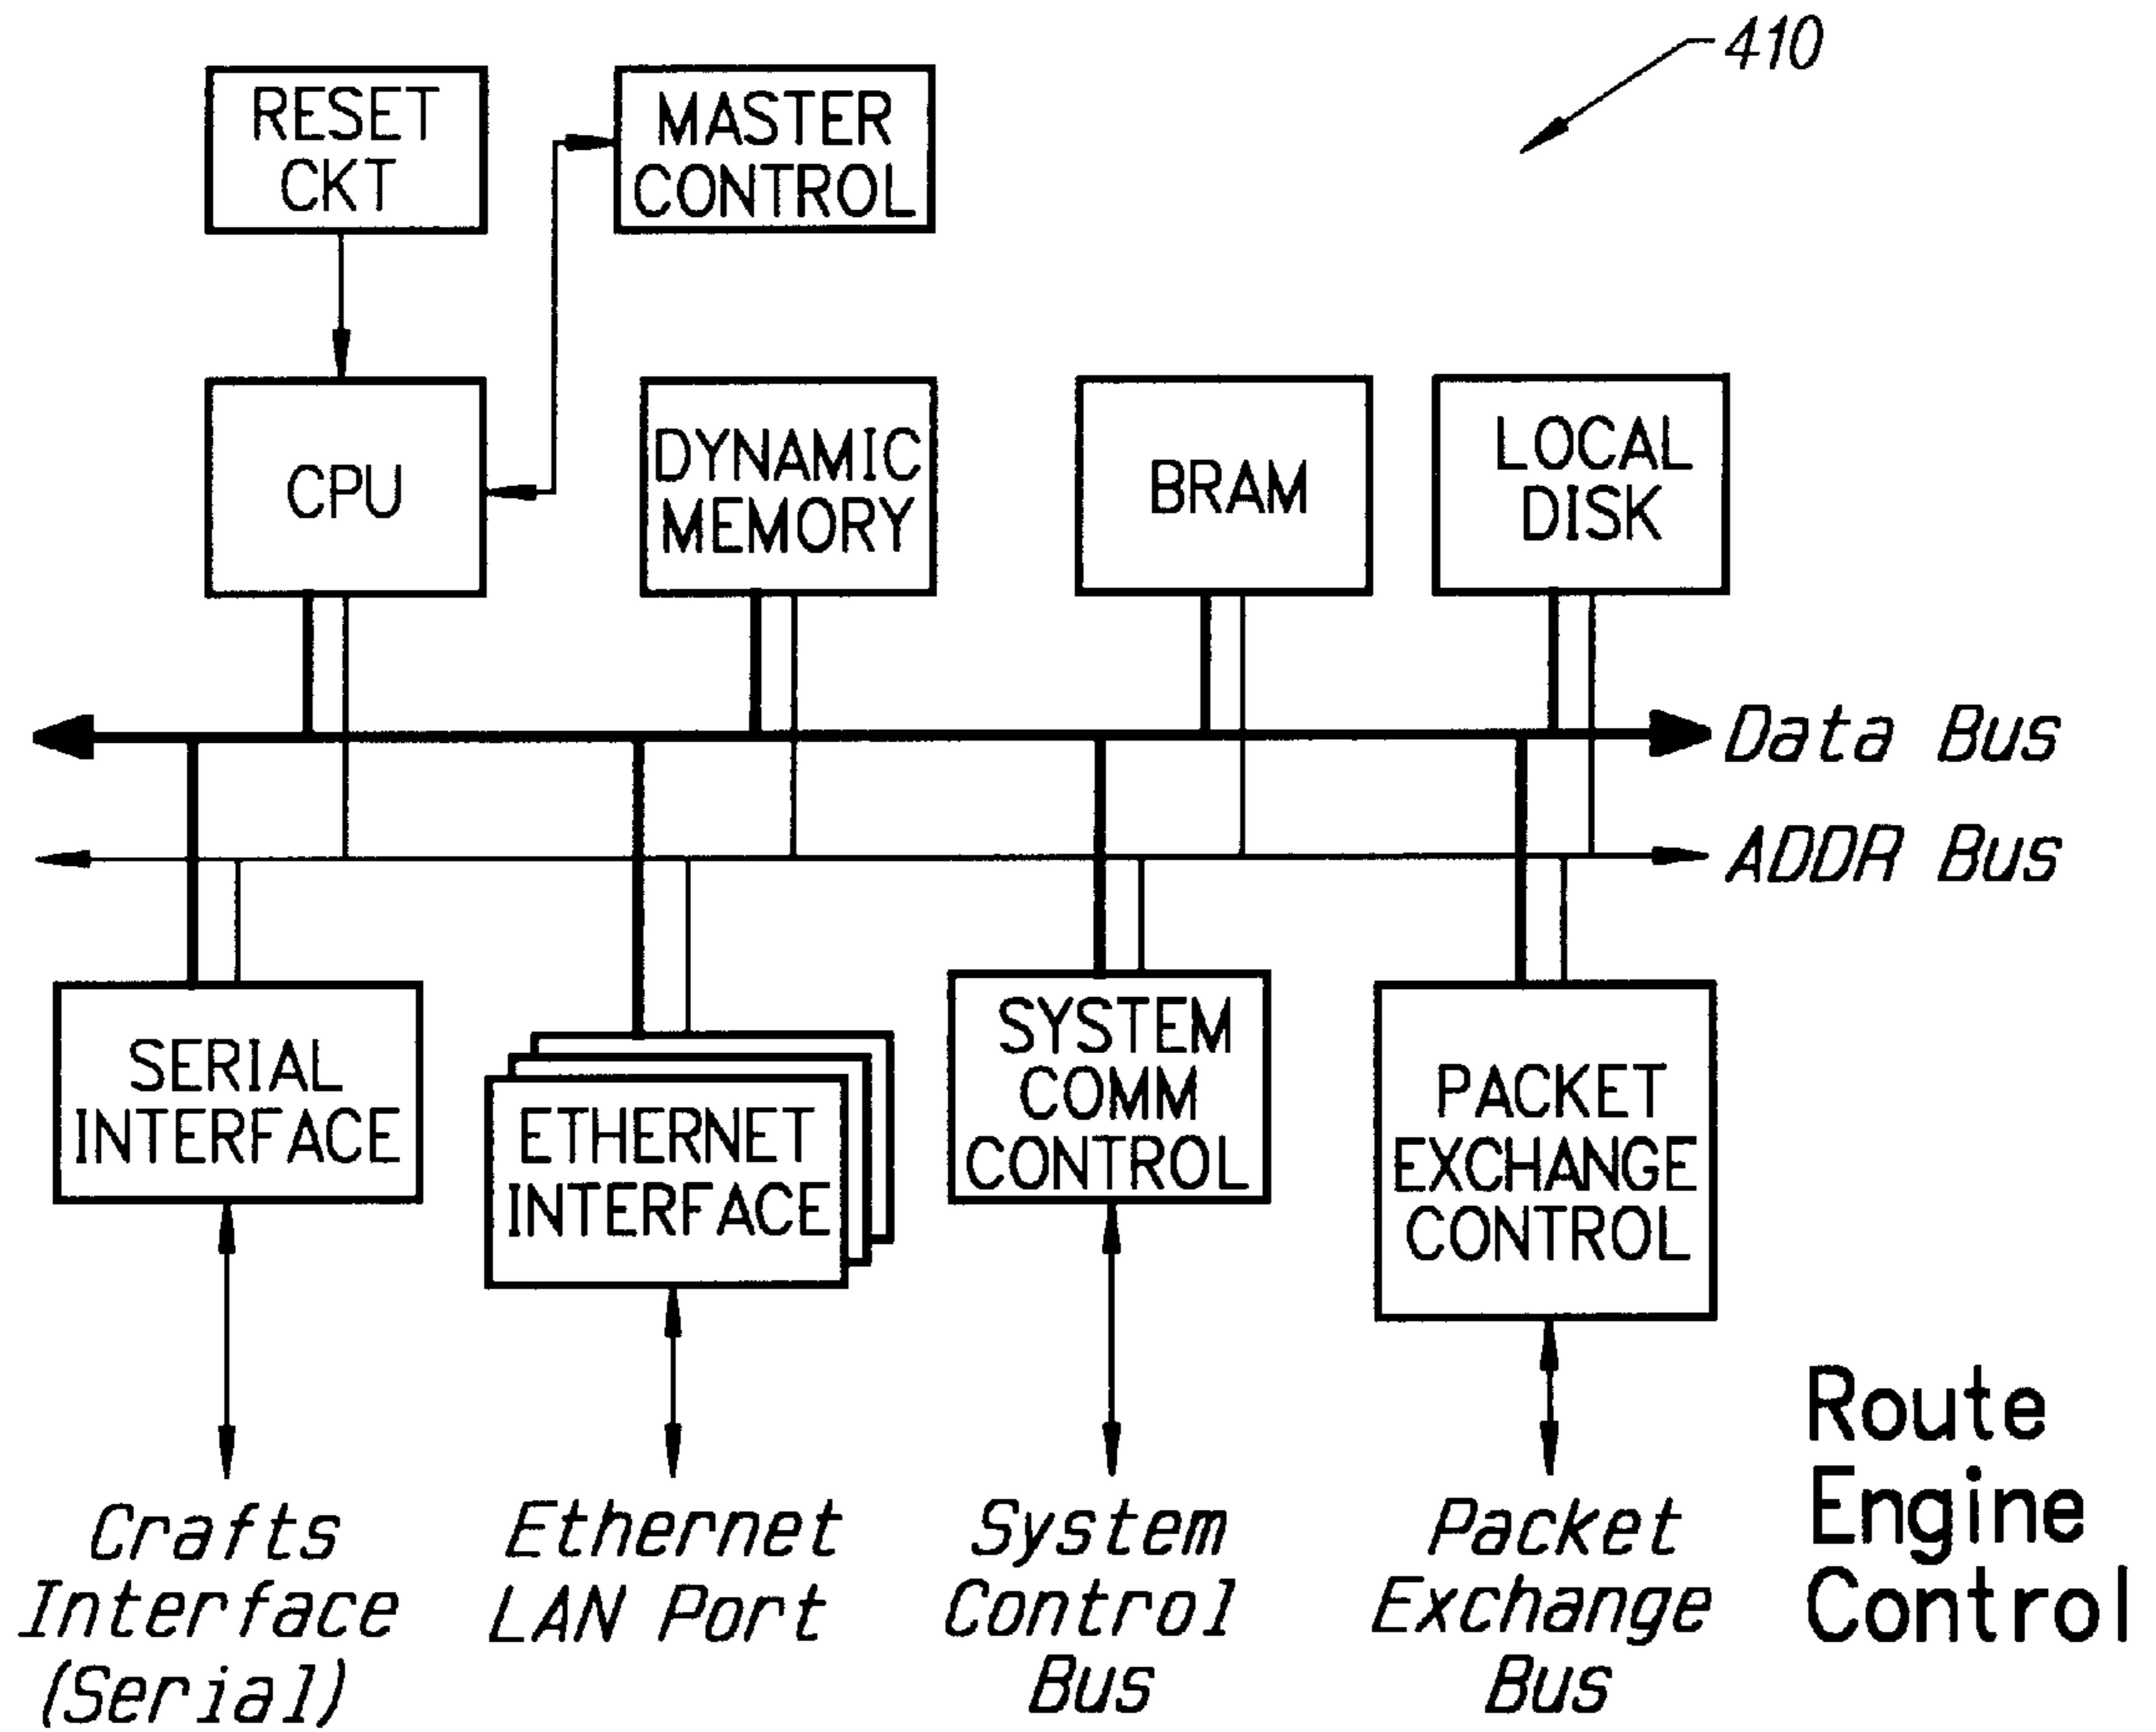 410
RESET
CKT
MASTER
CONTROL
CPU
DYNAMIC
MEMORY
BRAM
LOCAL
DISK
Data Bus
ADDR Bus
SERIAL
INTERFACE
ETHERNET
INTERFACE
SYSTEM
COMM
CONTROL
PACKET
EXCHANGE
CONTROL
Crafts
Interface
(Serial)
Ethernet
LAN Port
System
Control
Bus
Packet
Exchange
Bus
Route
Engine
Control